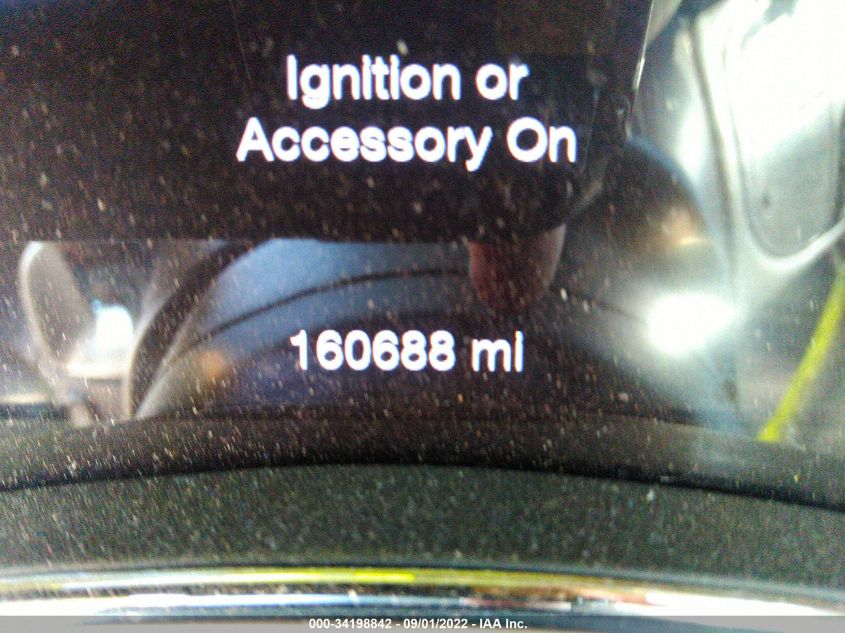 Ignition or
Accessory On
160688 mi
000-34198842 - 09/01/2022 - IAA Inc.